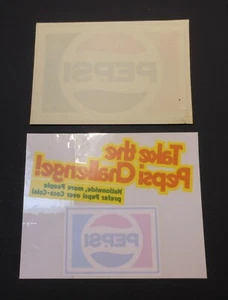 PEPSI
Take the
Pepsi Challenge!
Nationwide, more People
prefer Pepsi over Coca-Cola!
PEPSI